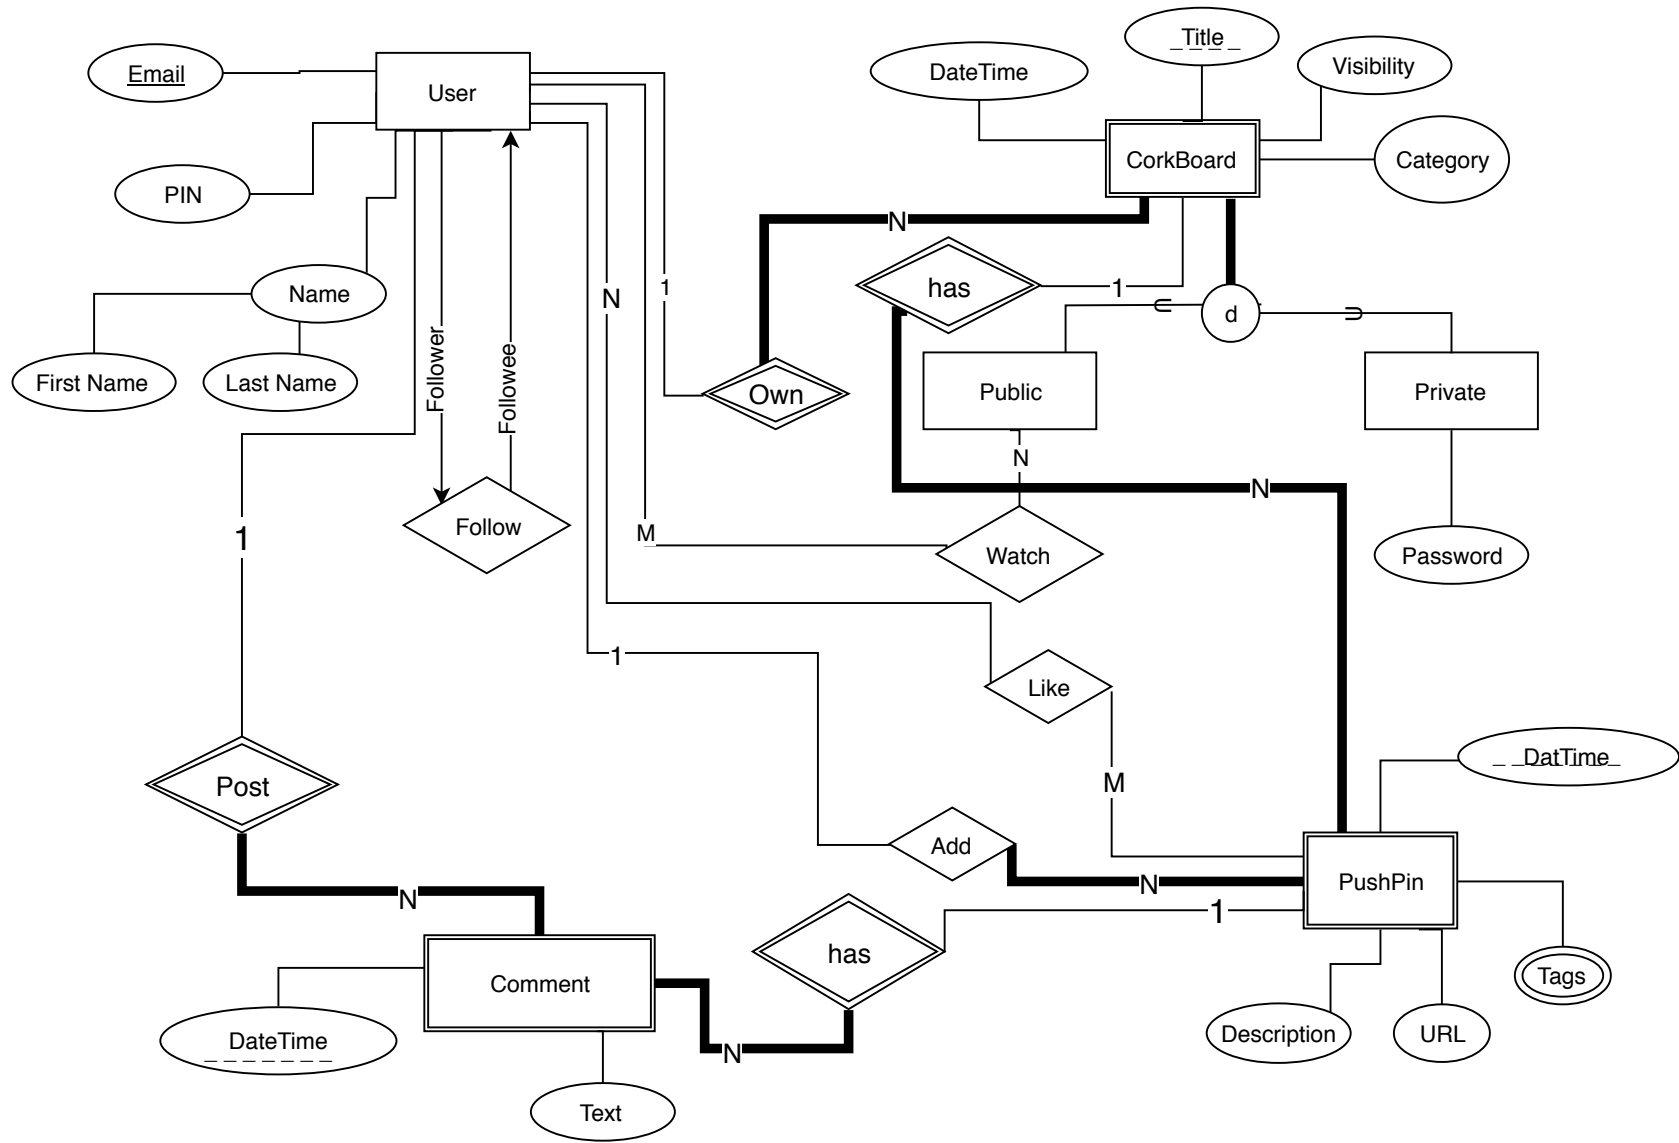 Title
DateTime
Visibility
Email
User
CorkBoard
Category
PIN
N
has
1
1
N
d
Name
Follower
Followee
First Name
Last Name
Own
Public
Private
N
N
1
Follow
M
Watch
Password
1
Like
DatTime
M
Post
Add
N
PushPin
N
1
has
Tags
Comment
DateTime
N
Description
URL
Text